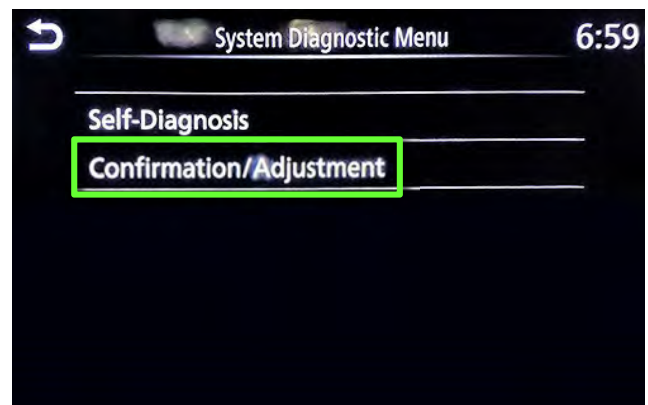 System Diagnostic Menu 6:59
Self-Diagnosis
Confirmation/Adjustment